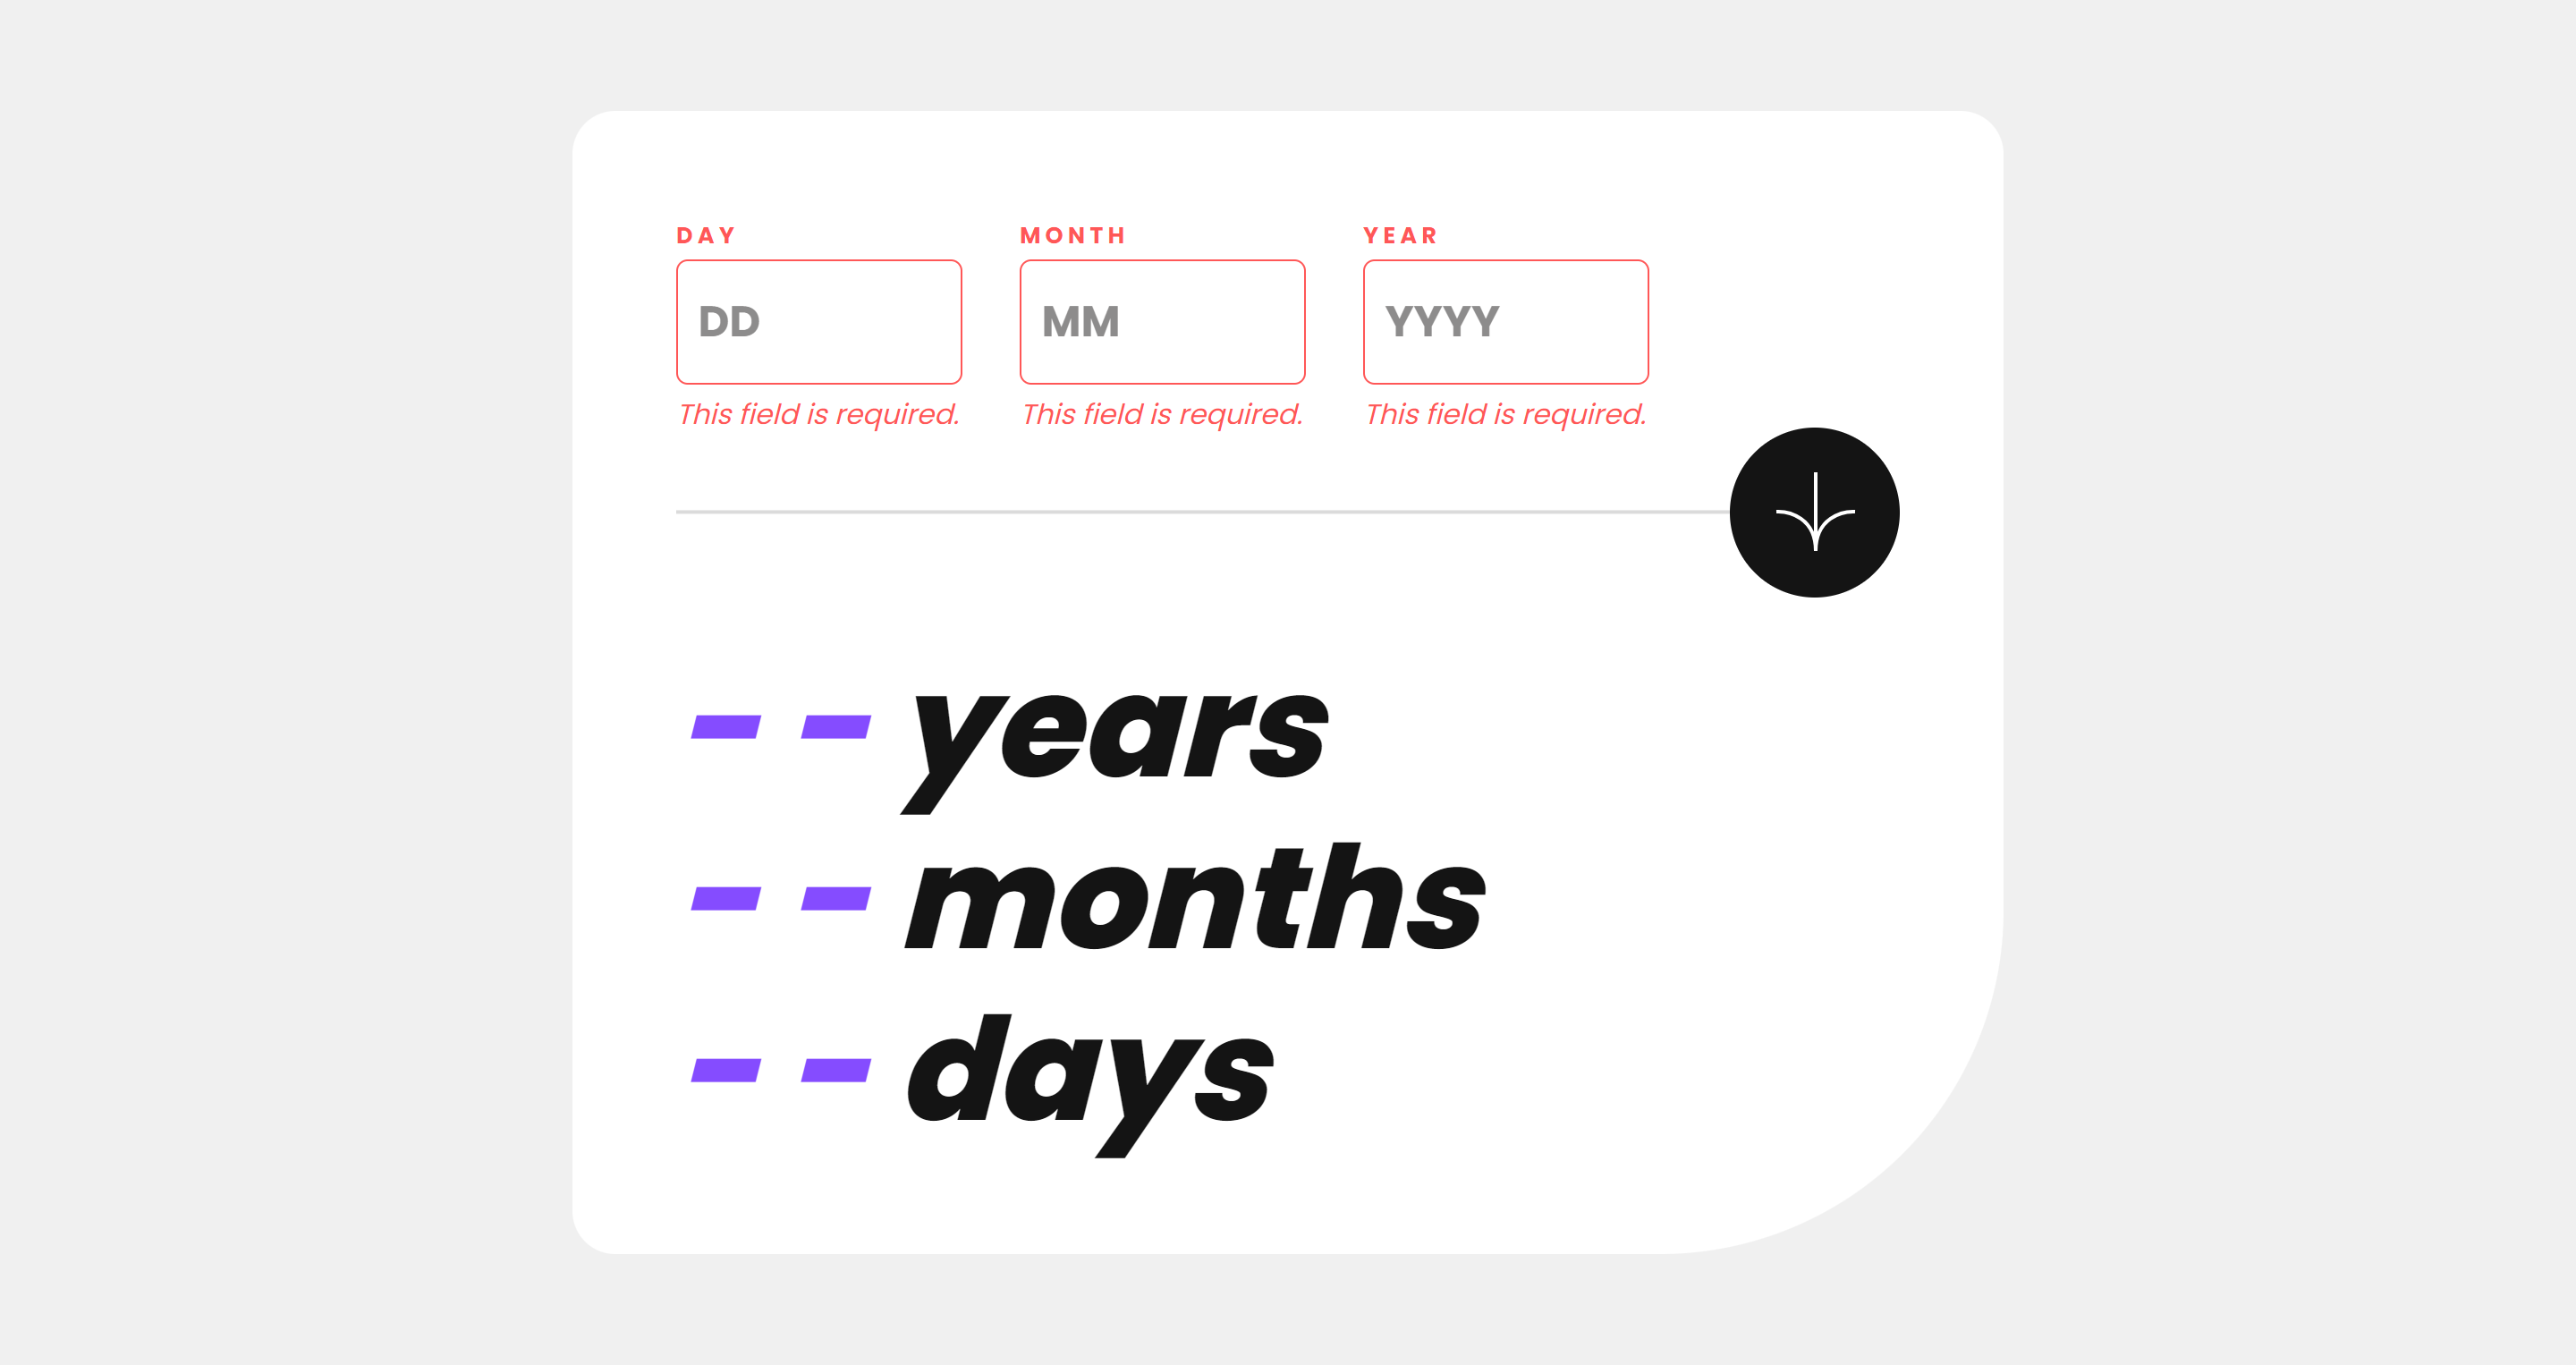 DAY MONTH YEAR
DD MM YYYY
This field is required. This field is required. This field is required.
- - years
- - months
- - days